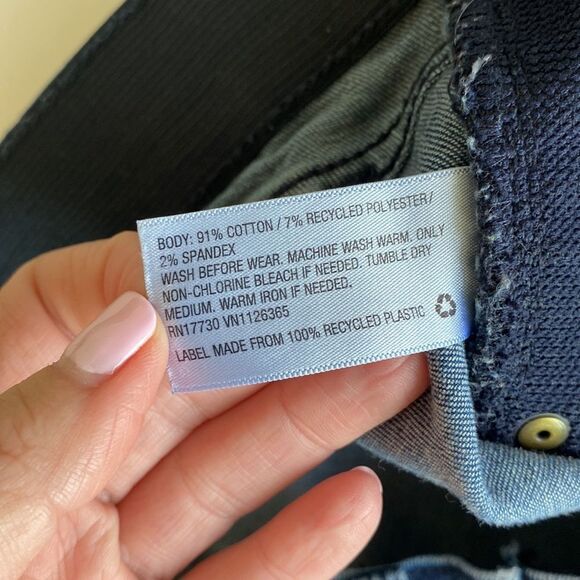 BODY: 91% COTTON / 7% RECYCLED POLYESTER /
2% SPANDEX
WASH BEFORE WEAR. MACHINE WASH WARM. ONLY
NON-CHLORINE BLEACH IF NEEDED. TUMBLE DRY
MEDIUM. WARM IRON IF NEEDED.
RN17730 VN1126365
LABEL MADE FROM 100% RECYCLED PLASTIC